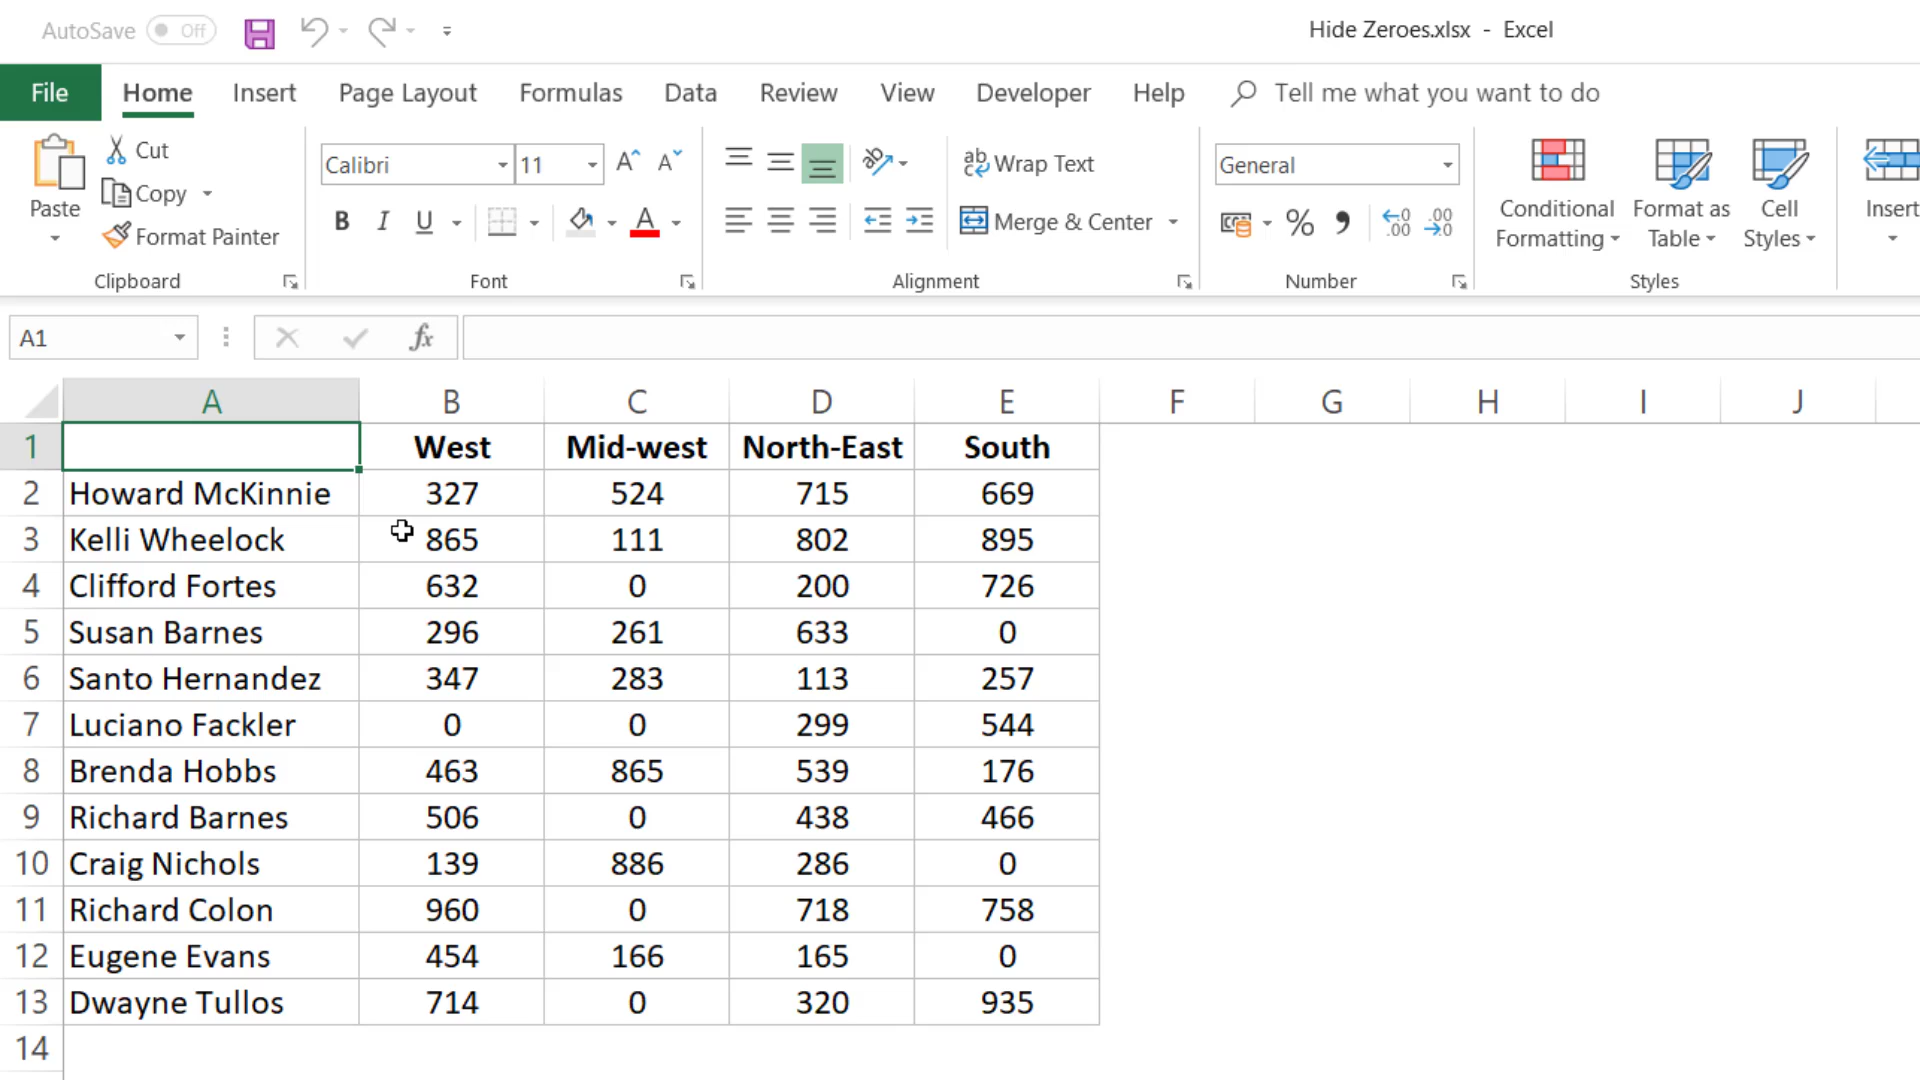 AutoSave Off Hide Zeroes.xlsx - Excel
File Home Insert Page Layout Formulas Data Review View Developer Help Tell me what you want to do
Paste Cut Copy Format Painter
Clipboard
Calibri 11 A A
B I U A
Font
ab Wrap Text
Merge & Center
Alignment
General
% , .00 .00
Number
Conditional Formatting Format as Table Cell Styles
Styles
Insert
A1 fx
A B C D E F G H I J
1 West Mid-west North-East South
2 Howard McKinnie 327 524 715 669
3 Kelli Wheelock 865 111 802 895
4 Clifford Fortes 632 0 200 726
5 Susan Barnes 296 261 633 0
6 Santo Hernandez 347 283 113 257
7 Luciano Fackler 0 0 299 544
8 Brenda Hobbs 463 865 539 176
9 Richard Barnes 506 0 438 466
10 Craig Nichols 139 886 286 0
11 Richard Colon 960 0 718 758
12 Eugene Evans 454 166 165 0
13 Dwayne Tullos 714 0 320 935
14